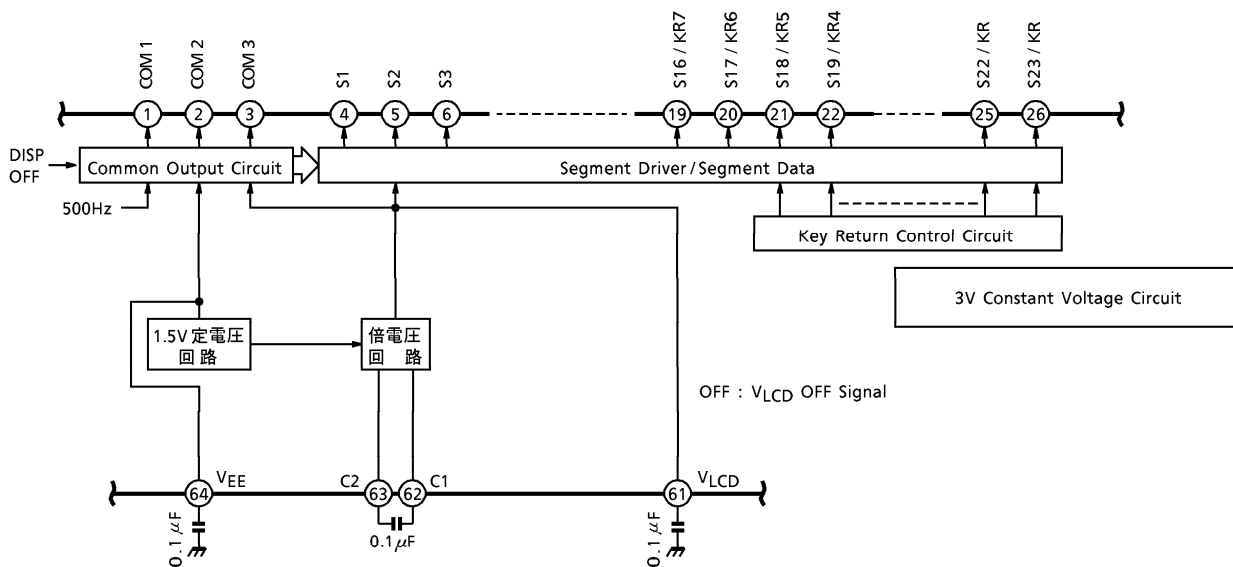 COM 1
COM 2
COM 3
S1
S2
S3
S16 / KR7
S17 / KR6
S18 / KR5
S19 / KR4
S22 / KR
S23 / KR
1
2
3
4
5
6
19
20
21
22
25
26
DISP
OFF
Common Output Circuit
Segment Driver / Segment Data
500Hz
Key Return Control Circuit
3V Constant Voltage Circuit
1.5V 定電圧
回路
倍電圧
回 路
OFF : VLCD OFF Signal
VEE
C2
C1
VLCD
64
63
62
61
0.1 μF
0.1 μF
0.1 μF